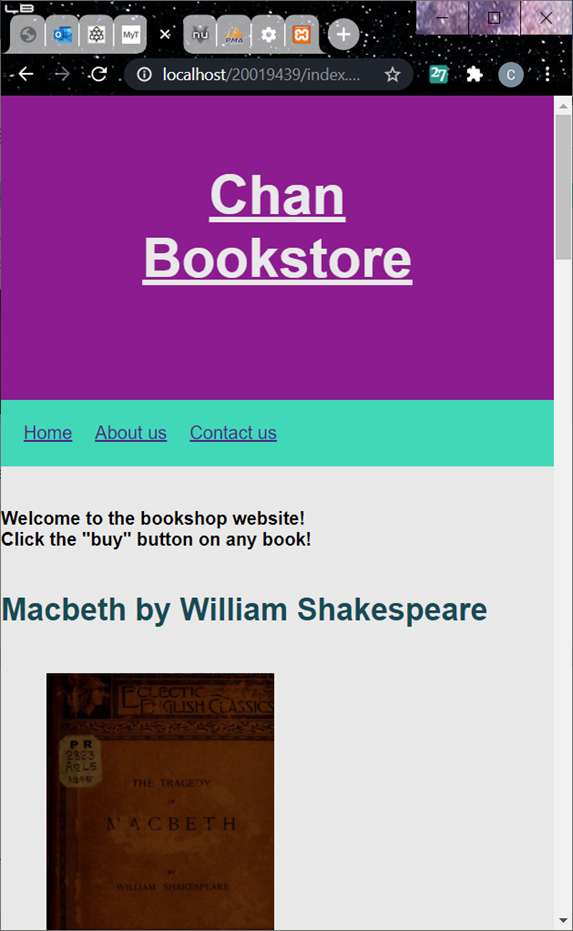 MyT
nu
PMA
localhost/20019439/index....
27
C
Chan
Bookstore
Home About us Contact us
Welcome to the bookshop website!
Click the "buy" button on any book!
Macbeth by William Shakespeare
ECLECTIC
ENGLISH CLASSICS
PR
2823
A2L5
1895
THE TRAGEDY
OF
MACBETH
BY
WILLIAM SHAKESPEARE